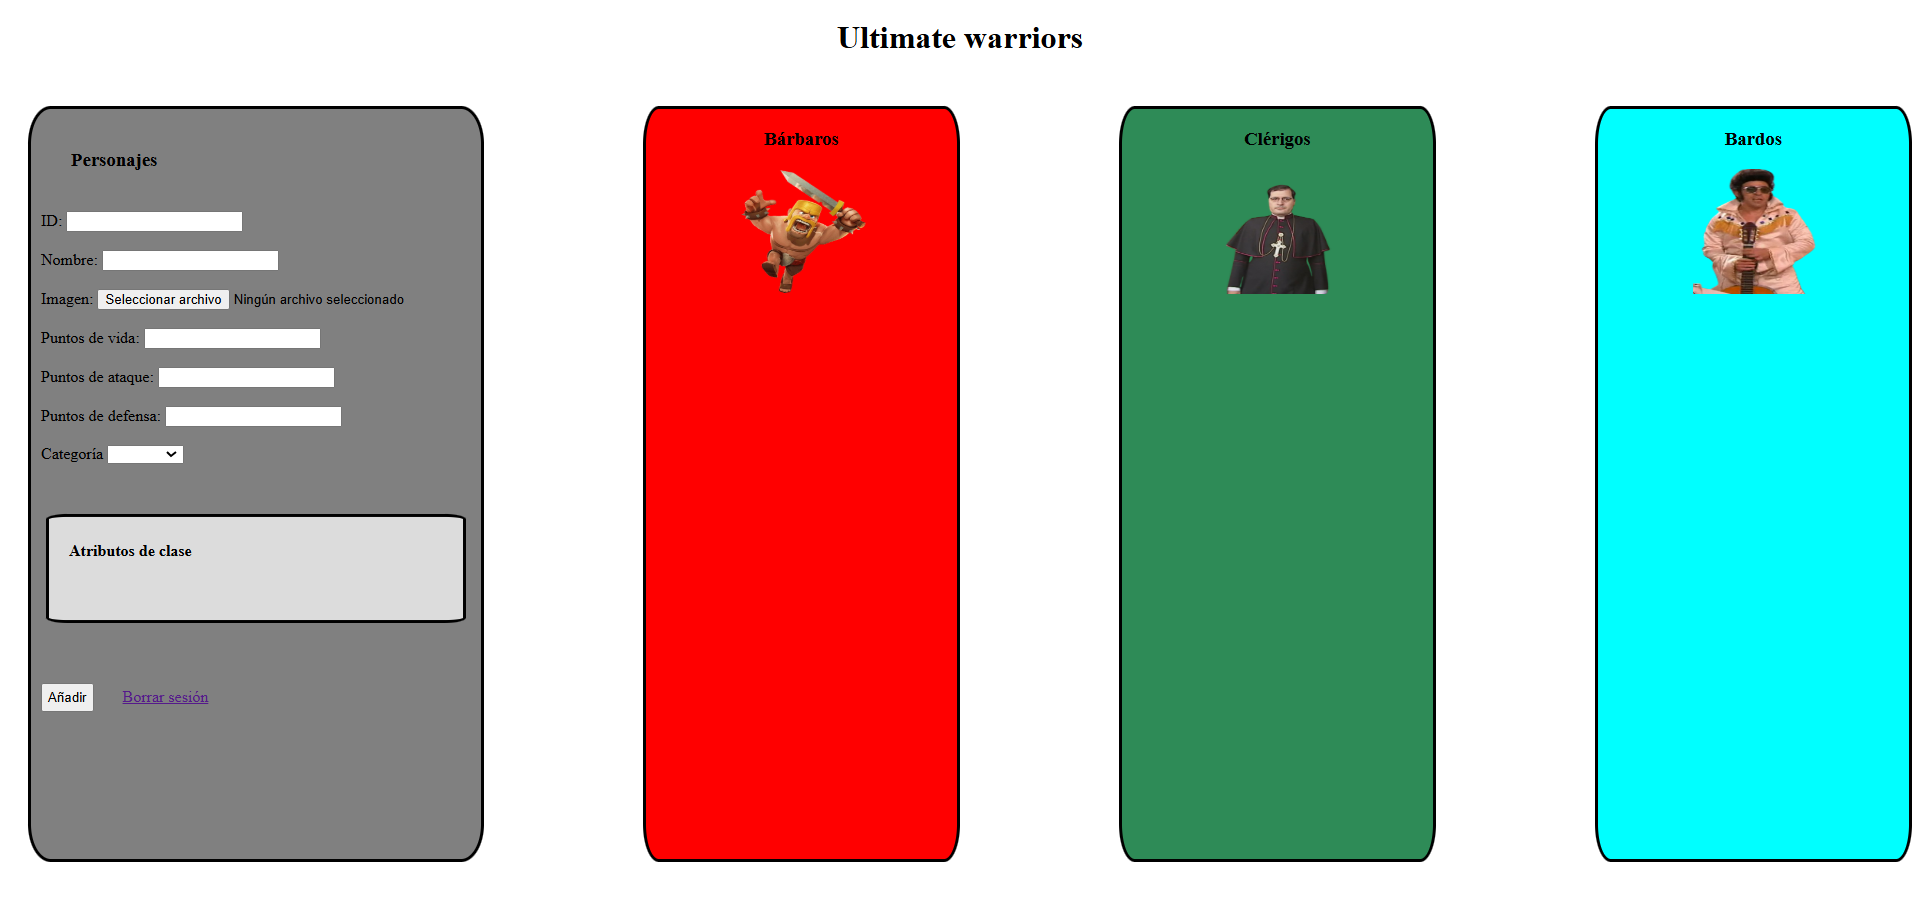 Ultimate warriors
Personajes
ID:
Nombre:
Imagen: Seleccionar archivo Ningún archivo seleccionado
Puntos de vida:
Puntos de ataque:
Puntos de defensa:
Categoría
Atributos de clase
Añadir Borrar sesión
Bárbaros
Clérigos
Bardos